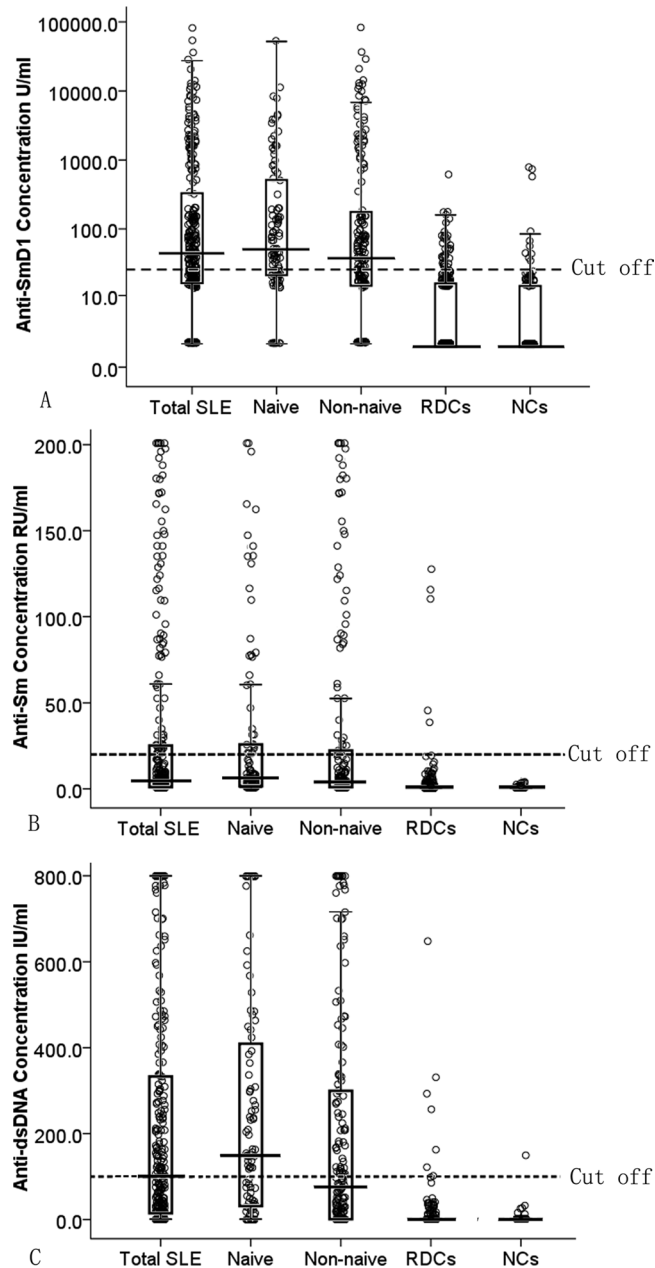 Anti-SmD1 Concentration U/ml
100000.0
10000.0
1000.0
100.0
10.0
0.0
Cut off
Total SLE Naive Non-naive RDCs NCs
A
Anti-Sm Concentration RU/ml
200.0
150.0
100.0
50.0
0.0
Cut off
Total SLE Naive Non-naive RDCs NCs
B
Anti-dsDNA Concentration IU/ml
800.0
600.0
400.0
200.0
0.0
Cut off
Total SLE Naive Non-naive RDCs NCs
C